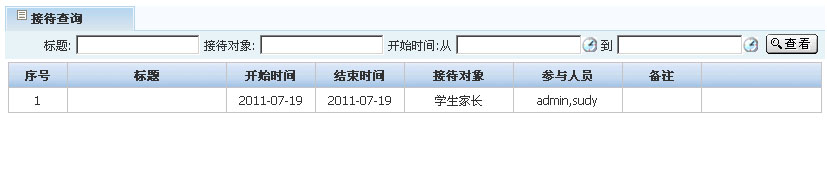 接待查询
标题: 接待对象: 开始时间:从 到 查看
序号 标题 开始时间 结束时间 接待对象 参与人员 备注
1 2011-07-19 2011-07-19 学生家长 admin,sudy